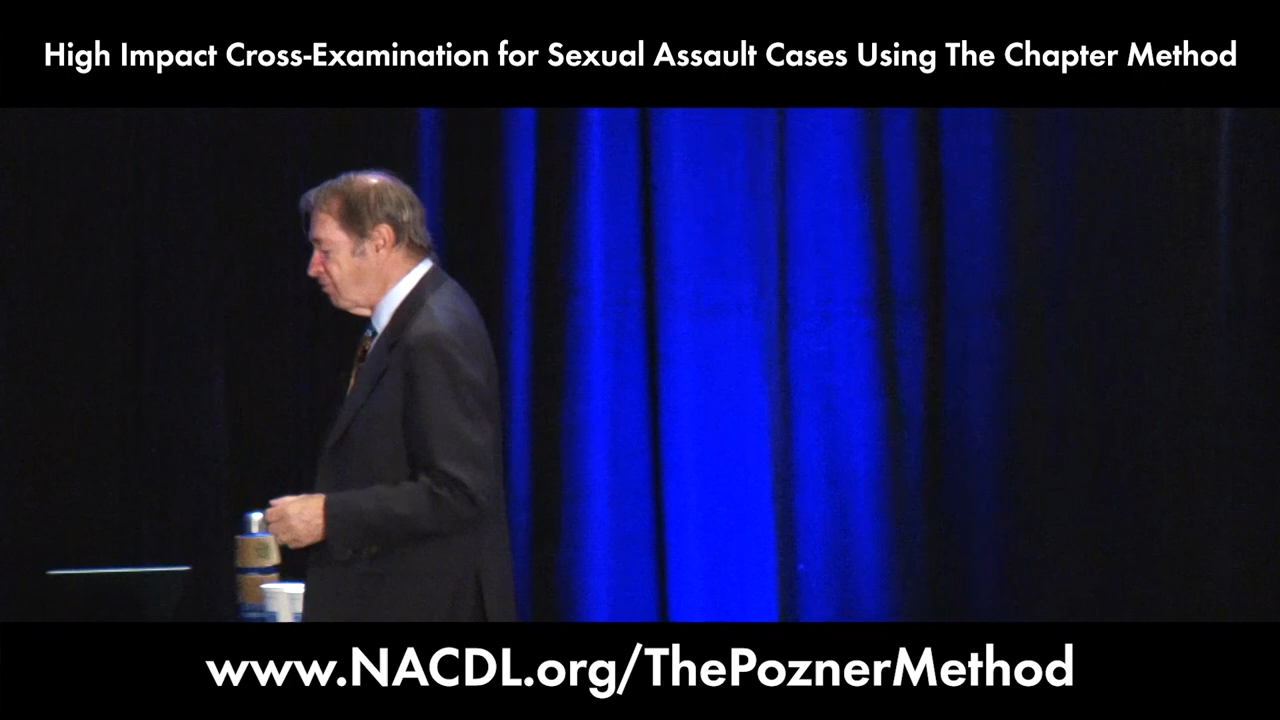 High Impact Cross-Examination for Sexual Assault Cases Using The Chapter Method
www.NACDL.org/ThePoznerMethod